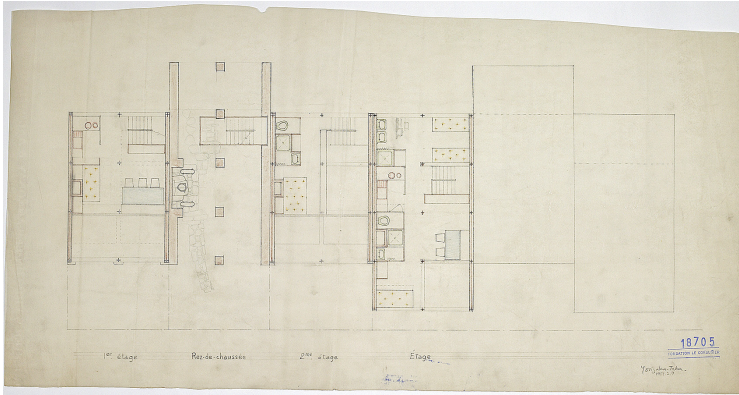 1er étage
Rez-de-chaussée
2ème étage
Etage
18705
FONDATION LE CORBUSIER